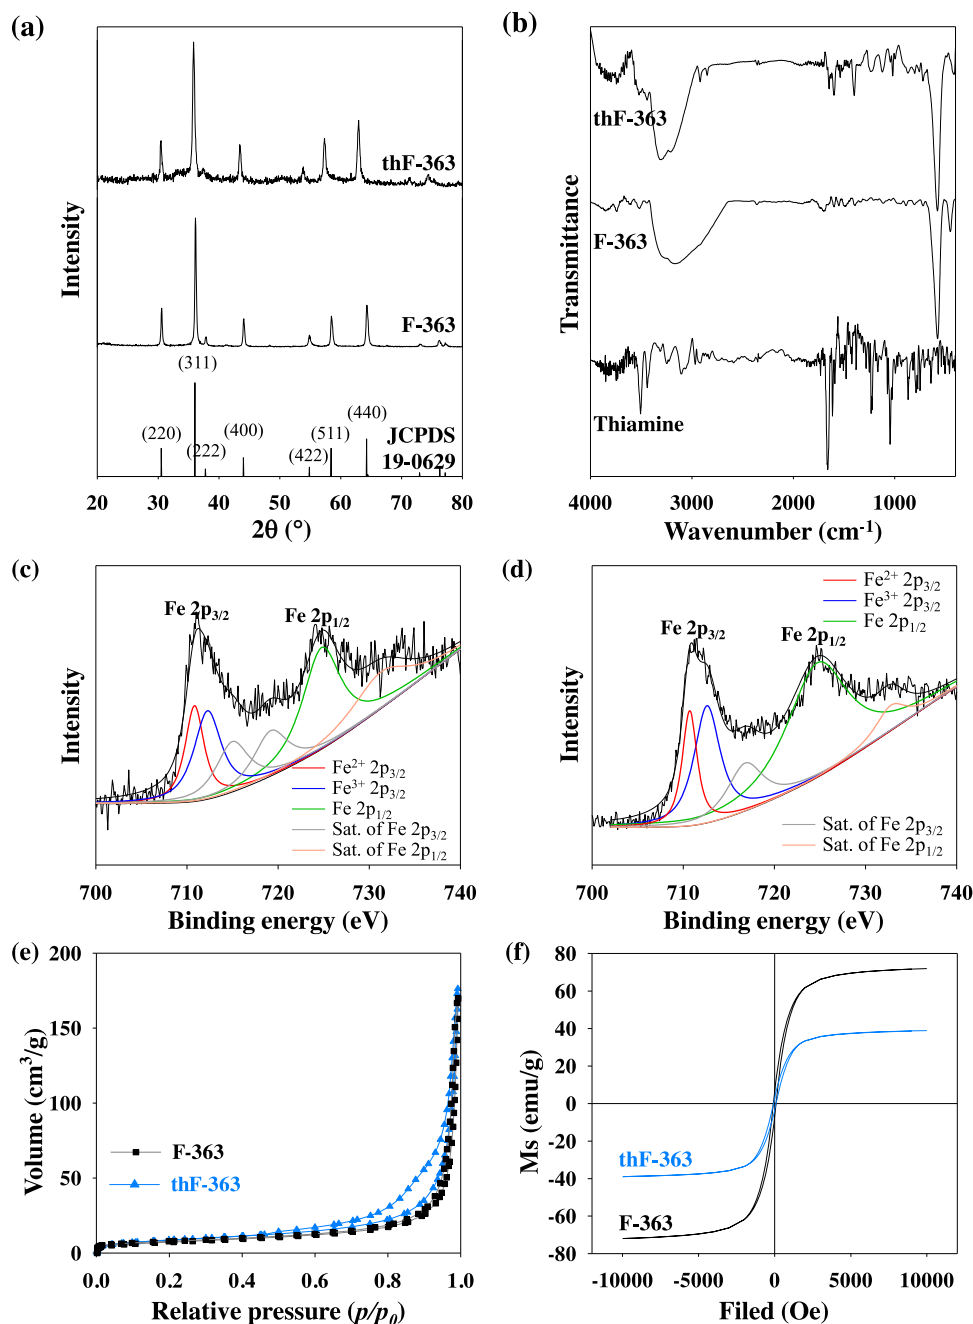 (a)
Intensity
thF-363
F-363
(311)
(220)
(222)
(400)
(422)
(511)
(440)
JCPDS
19-0629
20 30 40 50 60 70 80
2θ (°)
(b)
Transmittance
thF-363
F-363
Thiamine
4000 3000 2000 1000
Wavenumber (cm-1)
(c)
Intensity
Fe 2p3/2
Fe 2p1/2
Fe2+ 2p3/2
Fe3+ 2p3/2
Fe 2p1/2
Sat. of Fe 2p3/2
Sat. of Fe 2p1/2
700 710 720 730 740
Binding energy (eV)
(d)
Intensity
Fe2+ 2p3/2
Fe3+ 2p3/2
Fe 2p1/2
Fe 2p3/2
Fe 2p1/2
Sat. of Fe 2p3/2
Sat. of Fe 2p1/2
700 710 720 730 740
Binding energy (eV)
(e)
Volume (cm3/g)
200
150
100
50
0
F-363
thF-363
0.0 0.2 0.4 0.6 0.8 1.0
Relative pressure (p/p0)
(f)
Ms (emu/g)
80
60
40
20
0
-20
-40
-60
-80
thF-363
F-363
-10000 -5000 0 5000 10000
Filed (Oe)